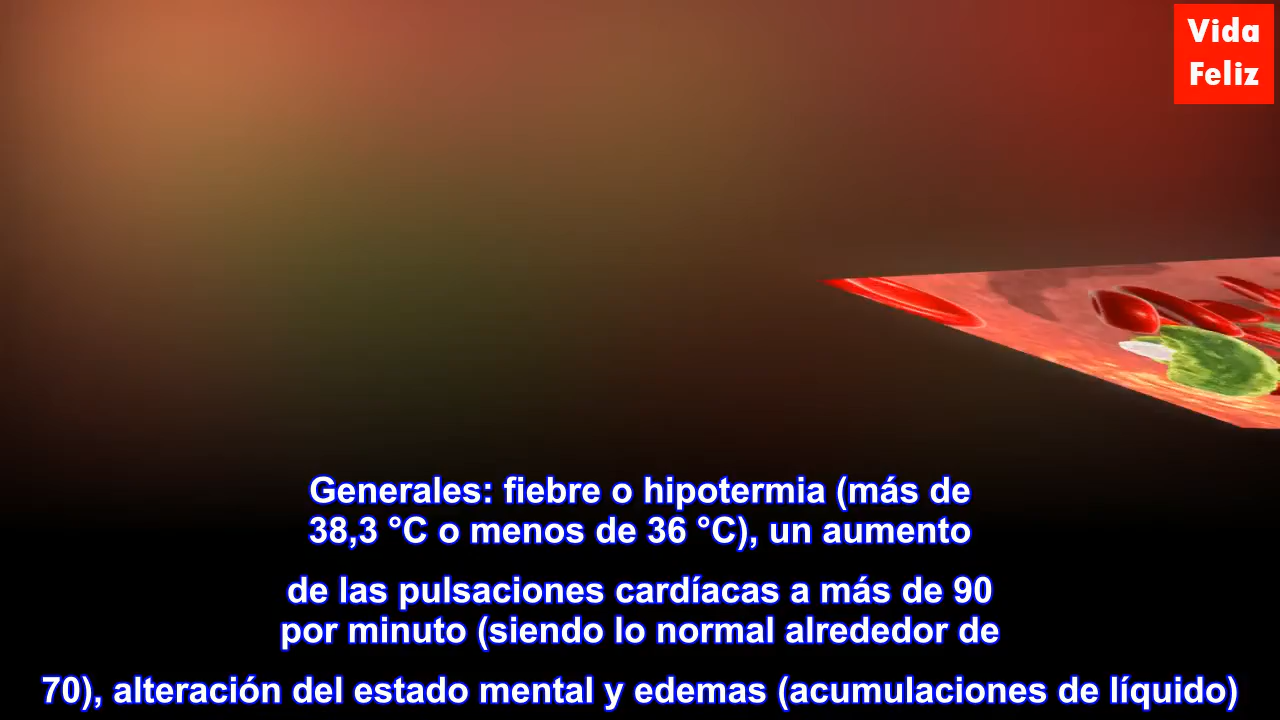 Vida
Feliz
Generales: fiebre o hipotermia (más de
38,3 °C o menos de 36 °C), un aumento
de las pulsaciones cardíacas a más de 90
por minuto (siendo lo normal alrededor de
70), alteración del estado mental y edemas (acumulaciones de líquido)